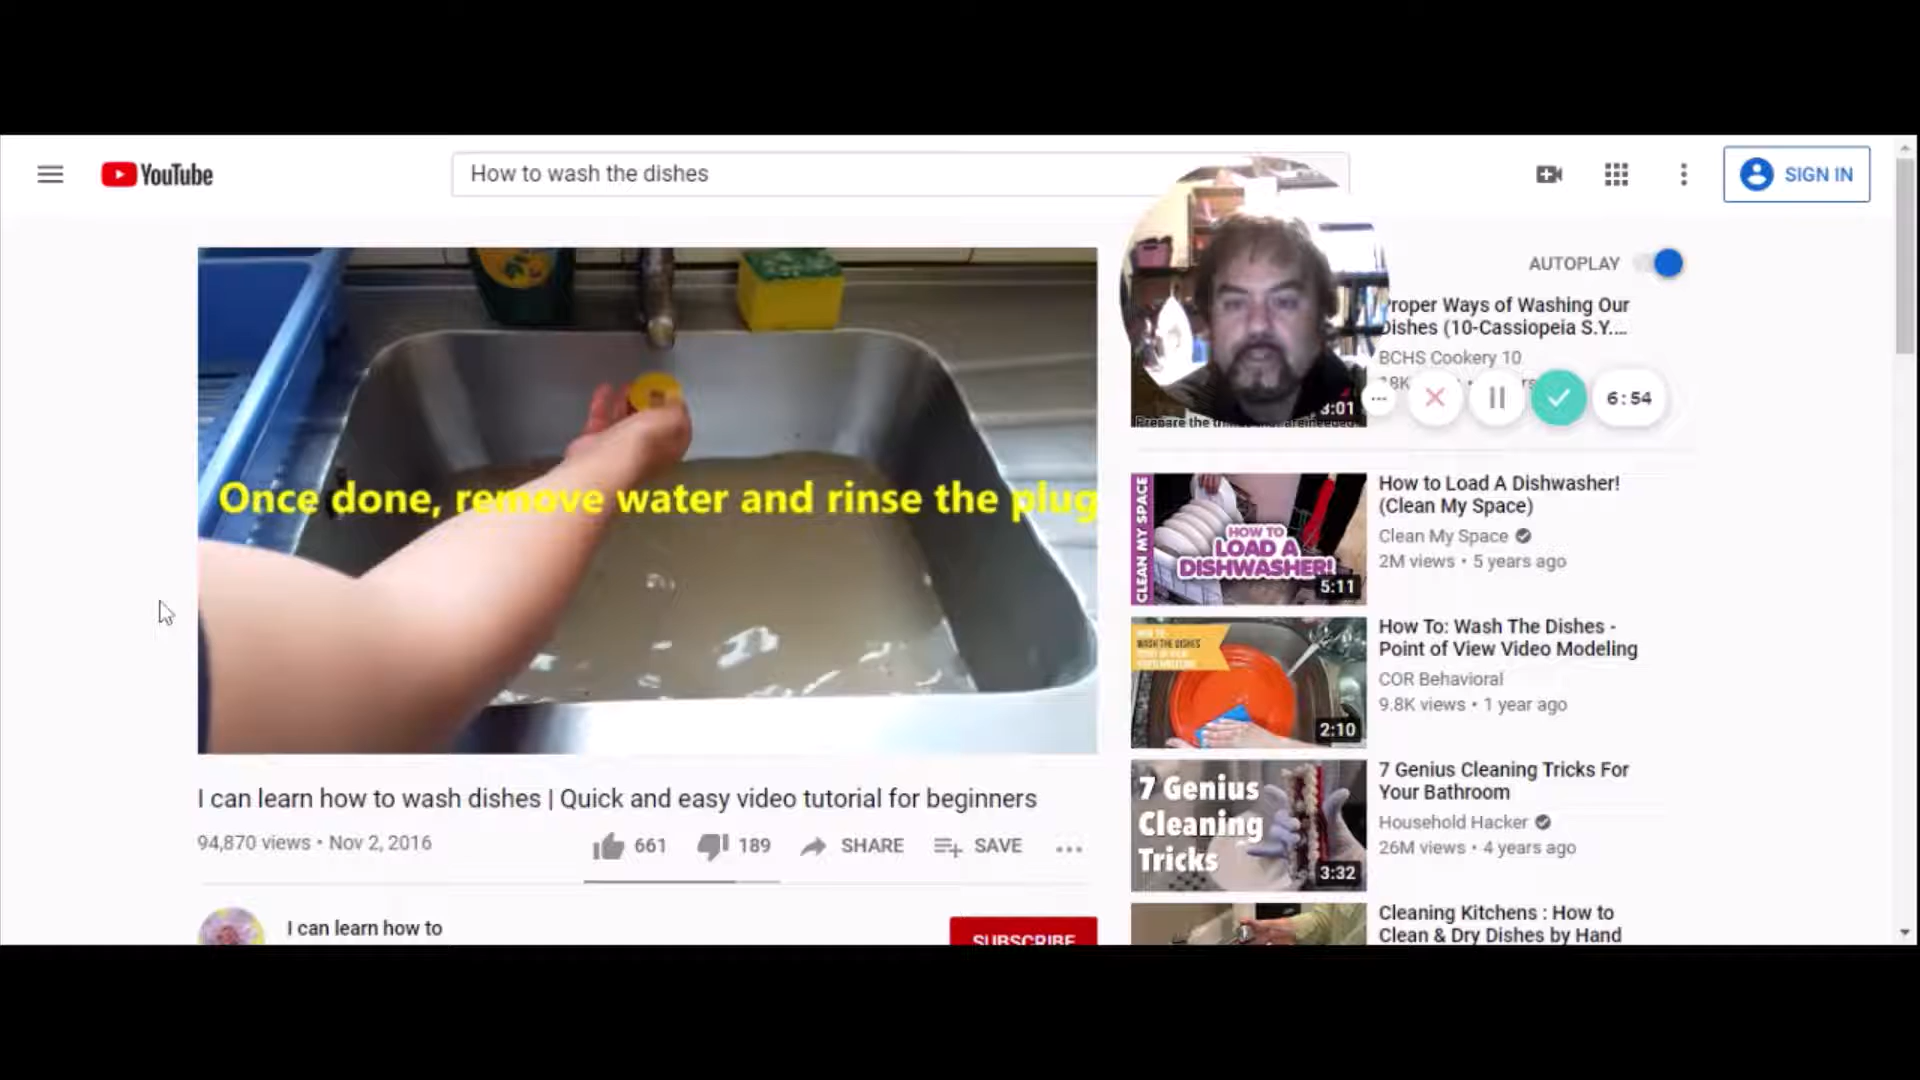 YouTube
How to wash the dishes
SIGN IN
Once done, remove water and rinse the plug
I can learn how to wash dishes | Quick and easy video tutorial for beginners
94,870 views • Nov 2, 2016
661
189
SHARE
SAVE
I can learn how to
SUBSCRIBE
AUTOPLAY
Proper Ways of Washing Our
Dishes (10-Cassiopeia S.Y....
BCHS Cookery 10
3:01
6:54
CLEAN MY SPACE
HOW TO
LOAD A
DISHWASHER!
5:11
How to Load A Dishwasher!
(Clean My Space)
Clean My Space
2M views • 5 years ago
WASH THE DISHES
2:10
How To: Wash The Dishes -
Point of View Video Modeling
COR Behavioral
9.8K views • 1 year ago
7 Genius
Cleaning
Tricks
3:32
7 Genius Cleaning Tricks For
Your Bathroom
Household Hacker
26M views • 4 years ago
Cleaning Kitchens : How to
Clean & Dry Dishes by Hand